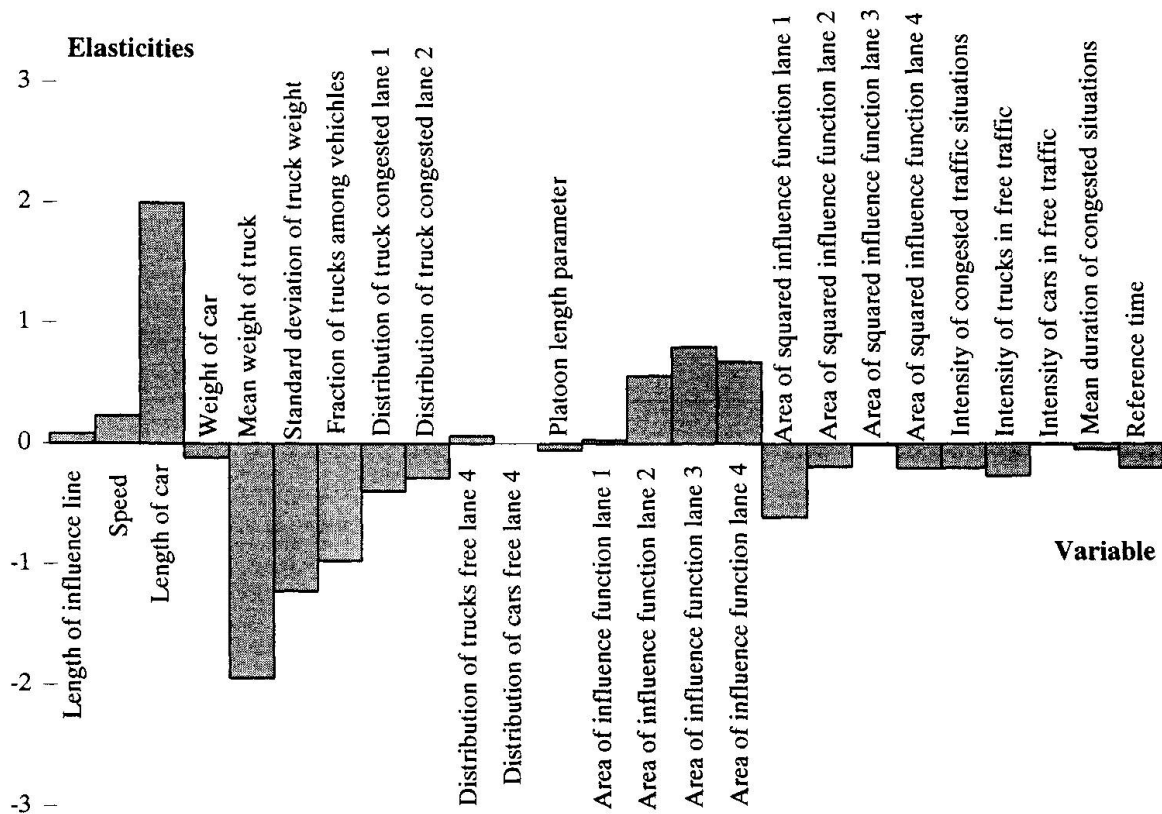 Elasticities
3
2
1
0
-1
-2
-3
Length of influence line
Speed
Length of car
Weight of car
Mean weight of truck
Standard deviation of truck weight
Fraction of trucks among vehichles
Distribution of truck congested lane 1
Distribution of truck congested lane 2
Distribution of trucks free lane 4
Distribution of cars free lane 4
Platoon length parameter
Area of influence function lane 1
Area of influence function lane 2
Area of influence function lane 3
Area of influence function lane 4
Area of squared influence function lane 1
Area of squared influence function lane 2
Area of squared influence function lane 3
Area of squared influence function lane 4
Intensity of congested traffic situations
Intensity of trucks in free traffic
Intensity of cars in free traffic
Mean duration of congested situations
Reference time
Variable